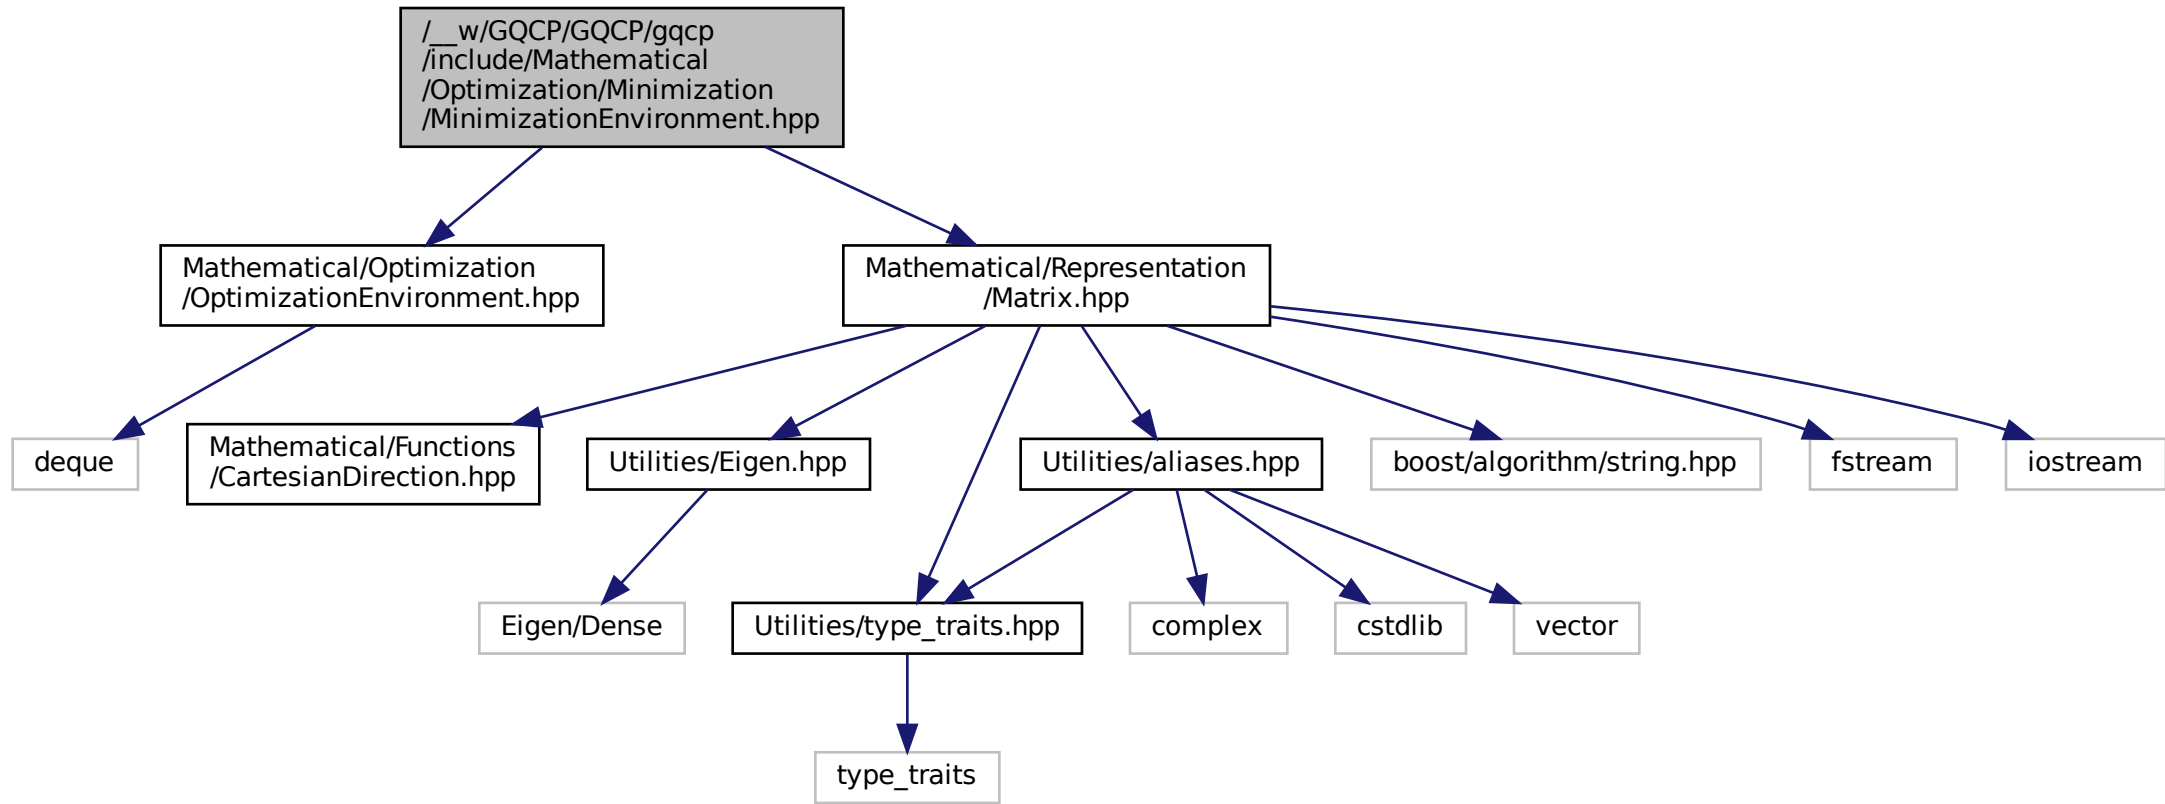 /__w/GQCP/GQCP/gqcp
/include/Mathematical
/Optimization/Minimization
/MinimizationEnvironment.hpp
Mathematical/Optimization
/OptimizationEnvironment.hpp
Mathematical/Representation
/Matrix.hpp
deque
Mathematical/Functions
/CartesianDirection.hpp
Utilities/Eigen.hpp
Utilities/aliases.hpp
boost/algorithm/string.hpp
fstream
iostream
Eigen/Dense
Utilities/type_traits.hpp
complex
cstdlib
vector
type_traits